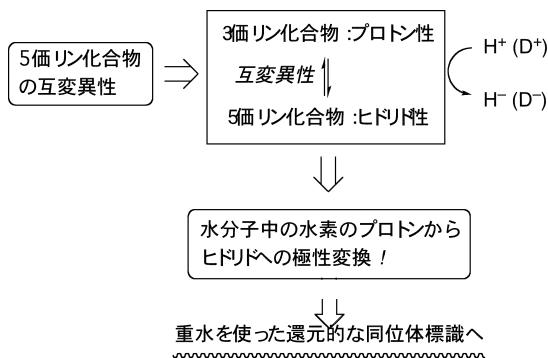 5価リン化合物
の互変異性
3価リン化合物:プロトン性
互変異性
5価リン化合物:ヒドリド性
H⁺ (D⁺)
H⁻ (D⁻)
水分子中の水素のプロトンから
ヒドリドへの極性変換!
重水を使った還元的な同位体標識へ